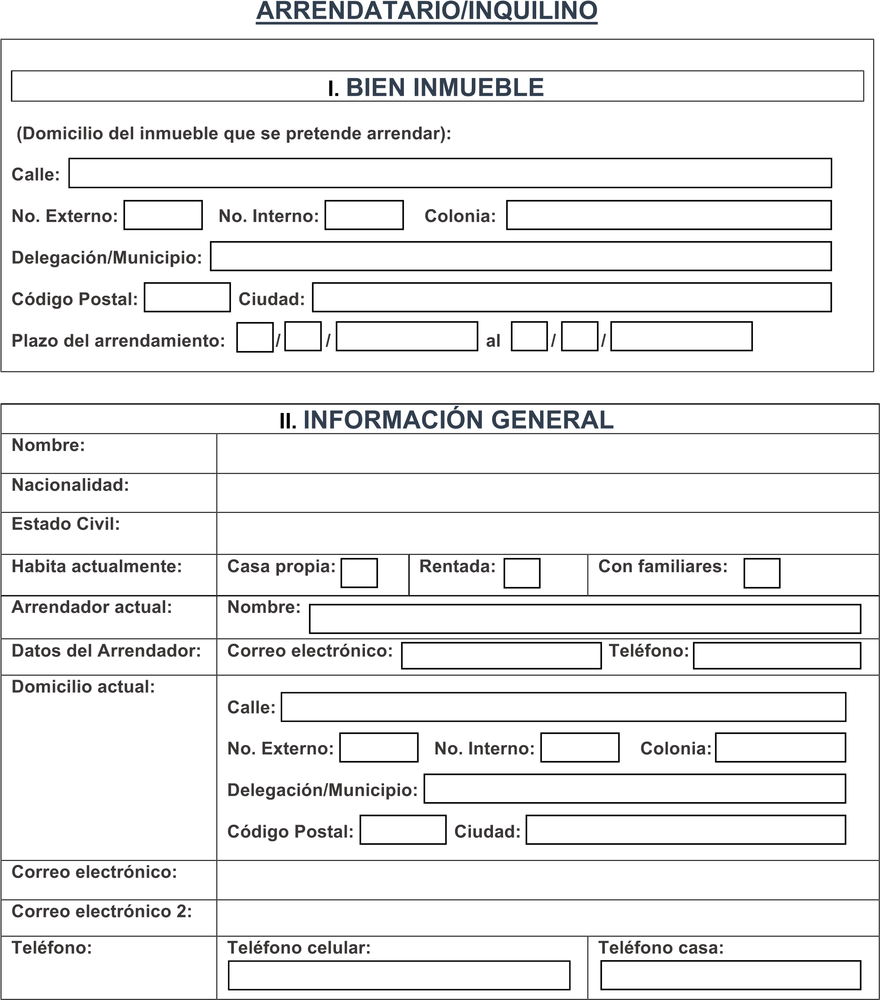 ARRENDATARIO/INQUILINO
I. BIEN INMUEBLE
(Domicilio del inmueble que se pretende arrendar):
Calle:
No. Externo: No. Interno: Colonia:
Delegación/Municipio:
Código Postal: Ciudad:
Plazo del arrendamiento: / / al / /
II. INFORMACIÓN GENERAL
Nombre:
Nacionalidad:
Estado Civil:
Habita actualmente: Casa propia: Rentada: Con familiares:
Arrendador actual: Nombre:
Datos del Arrendador: Correo electrónico: Teléfono:
Domicilio actual:
Calle:
No. Externo: No. Interno: Colonia:
Delegación/Municipio:
Código Postal: Ciudad:
Correo electrónico:
Correo electrónico 2:
Teléfono: Teléfono celular: Teléfono casa: